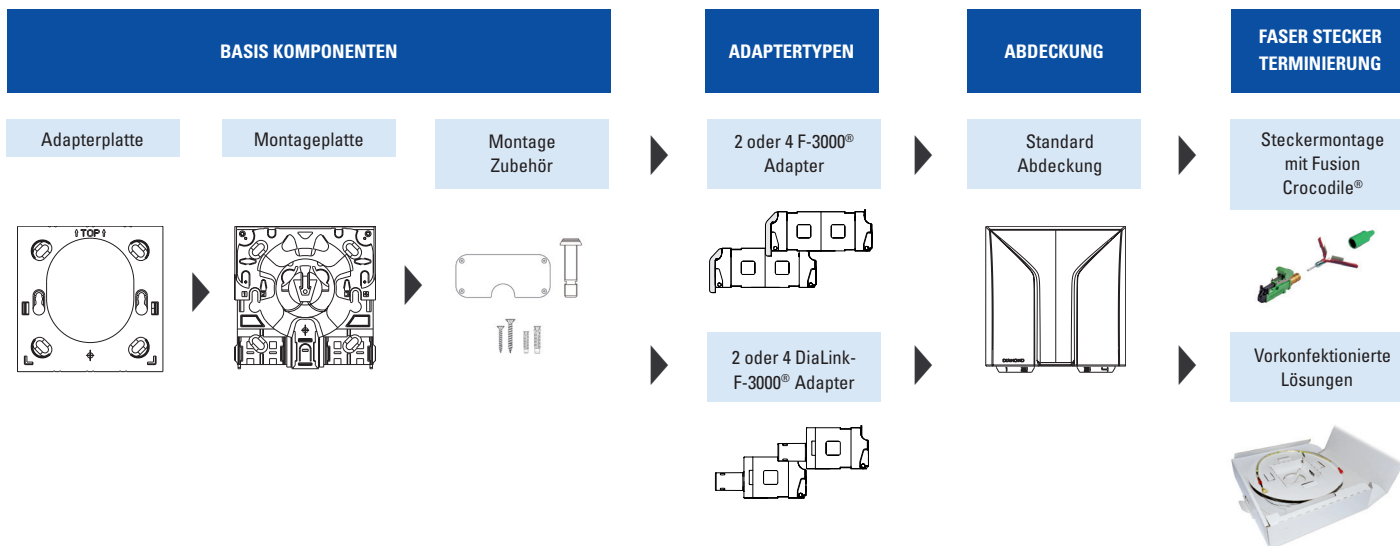 BASIS KOMPONENTEN
ADAPTERTYPEN
ABDECKUNG
FASER STECKER
TERMINIERUNG
Adapterplatte
Montageplatte
Montage
Zubehör
2 oder 4 F-3000®
Adapter
Standard
Abdeckung
Steckermontage
mit Fusion
Crocodile®
⇧TOP⇧
2 oder 4 DiaLink-
F-3000® Adapter
DIAMOND
Vorkonfektionierte
Lösungen